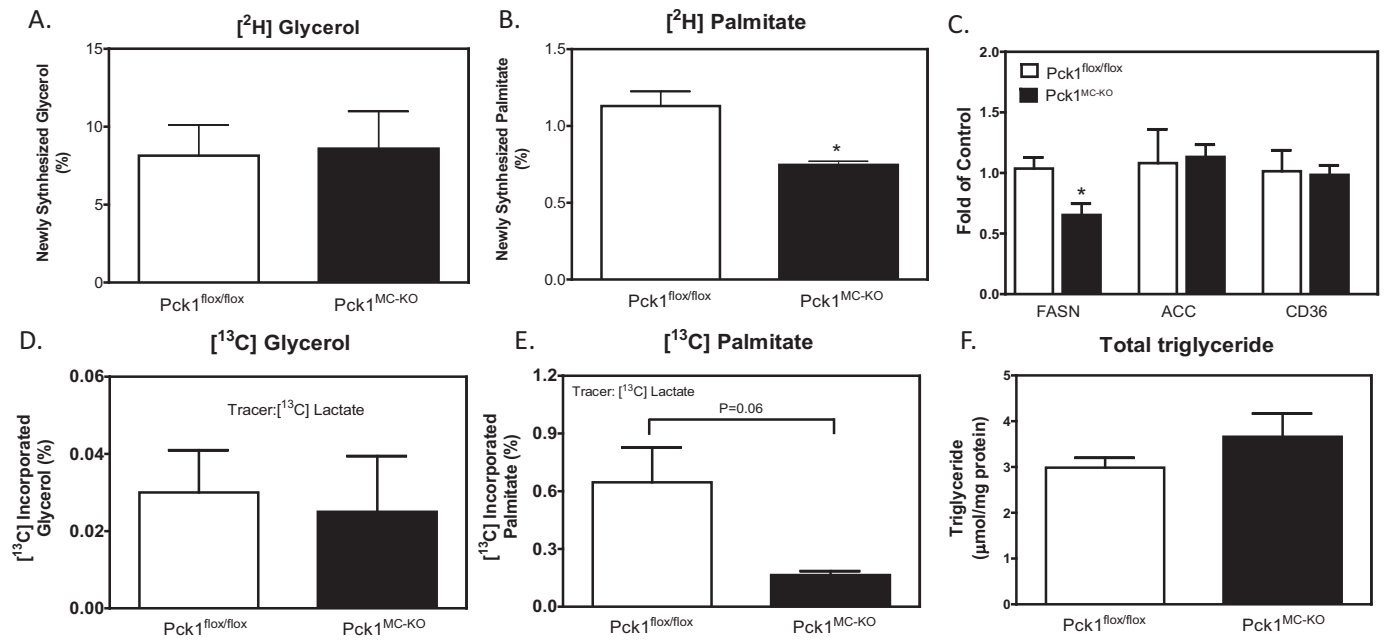 A.
[²H] Glycerol
Newly Sytnhesized Glycerol
(%)
15
10
5
0
Pck1flox/flox
Pck1MC-KO
B.
[²H] Palmitate
Newly Synthesized Palmitate
(%)
1.5
1.0
0.5
0.0
*
Pck1flox/flox
Pck1MC-KO
C.
Fold of Control
2.0
1.5
1.0
0.5
0.0
Pck1flox/flox
Pck1MC-KO
*
FASN
ACC
CD36
D.
[¹³C] Glycerol
[¹³C] Incorporated
Glycerol (%)
0.06
0.04
0.02
0.00
Tracer:[¹³C] Lactate
Pck1flox/flox
Pck1MC-KO
E.
[¹³C] Palmitate
[¹³C] Incorporated
Palmitate (%)
1.2
0.9
0.6
0.3
0.0
Tracer: [¹³C] Lactate
P=0.06
Pck1flox/flox
Pck1MC-KO
F.
Total triglyceride
Triglyceride
(µmol/mg protein)
5
4
3
2
1
0
Pck1flox/flox
Pck1MC-KO